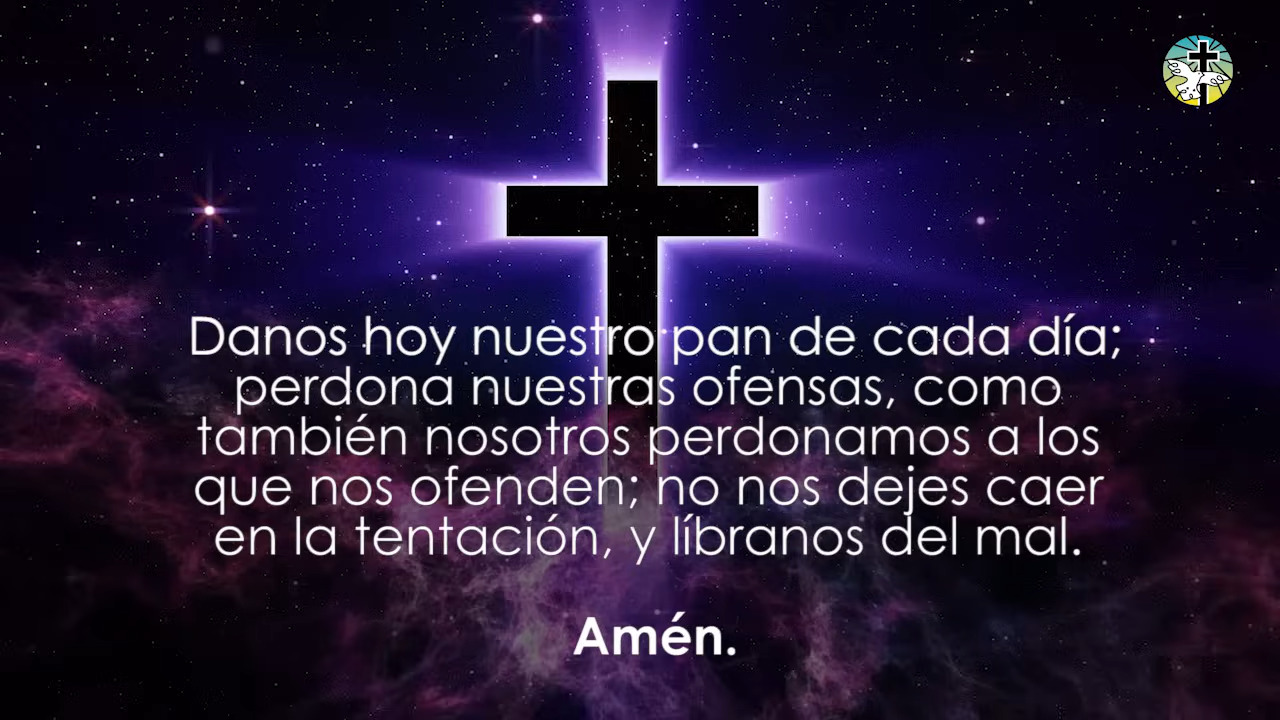 Danos hoy nuestro pan de cada día;
perdona nuestras ofensas, como
también nosotros perdonamos a los
que nos ofenden; no nos dejes caer
en la tentación, y líbranos del mal.
Amén.